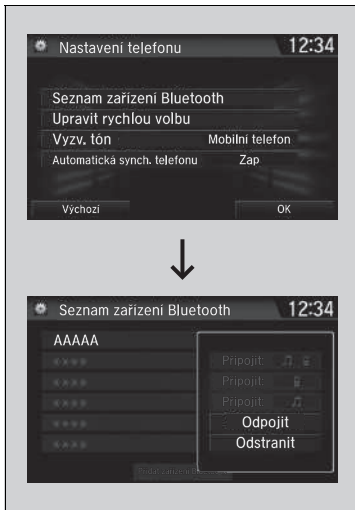 Nastavení telefonu 12:34
Seznam zařízení Bluetooth
Upravit rychlou volbu
Vyzv. tón Mobilní telefon
Automatická synch. telefonu Zap
Výchozí OK
Seznam zařízení Bluetooth 12:34
AAAAA
Připojit:
Připojit:
Připojit:
Odpojit
Odstranit